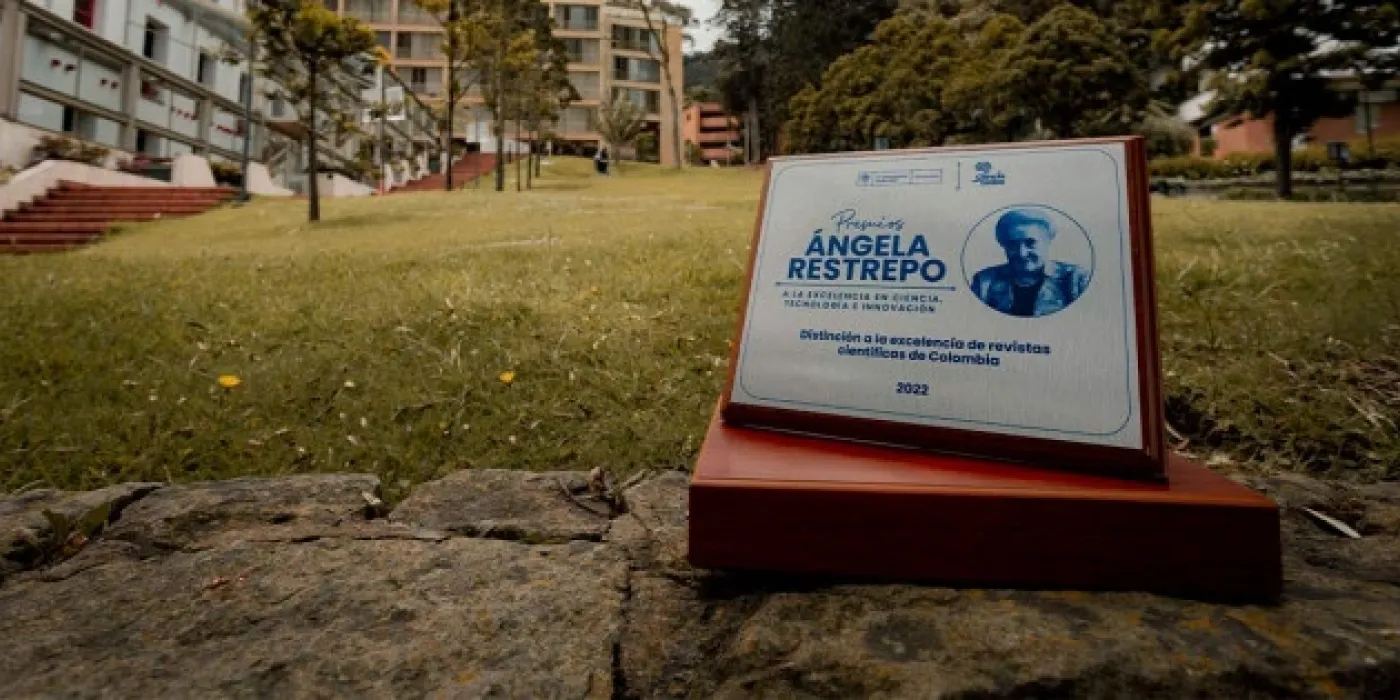 Premios
ÁNGELA
RESTREPO
A LA EXCELENCIA EN CIENCIA,
TECNOLOGÍA E INNOVACIÓN
Distinción a la excelencia de revistas
científicas de Colombia
2022